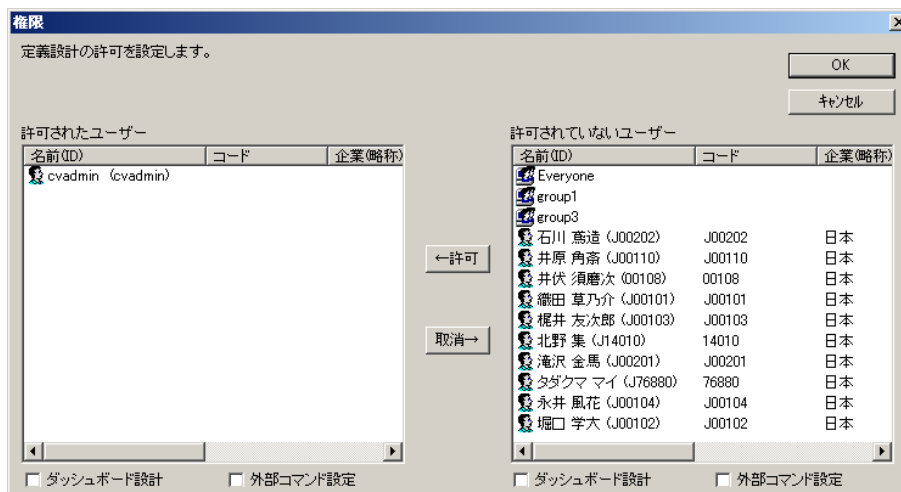 権限
定義設計の許可を設定します。
OK
キャンセル
許可されたユーザー
名前(ID) コード 企業(略称)
cvadmin (cvadmin)
←許可
取消→
許可されていないユーザー
名前(ID) コード 企業(略称)
Everyone
group1
group3
石川 蔦造 (J00202) J00202 日本
井原 角斎 (J00110) J00110 日本
井伏 須磨次 (00108) 00108 日本
織田 草乃介 (J00101) J00101 日本
梶井 友次郎 (J00103) J00103 日本
北野 集 (J14010) 14010 日本
滝沢 金馬 (J00201) J00201 日本
タダクマ マイ (J76880) 76880 日本
永井 風花 (J00104) J00104 日本
堀口 学大 (J00102) J00102 日本
ダッシュボード設計 外部コマンド設定
ダッシュボード設計 外部コマンド設定